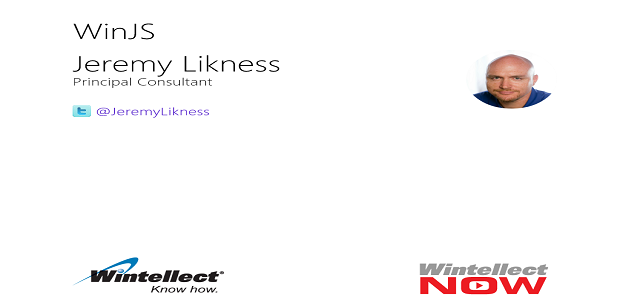 WinJS
Jeremy Likness
Principal Consultant
@JeremyLikness
Wintellect®
Know how.
Wintellect
NOW